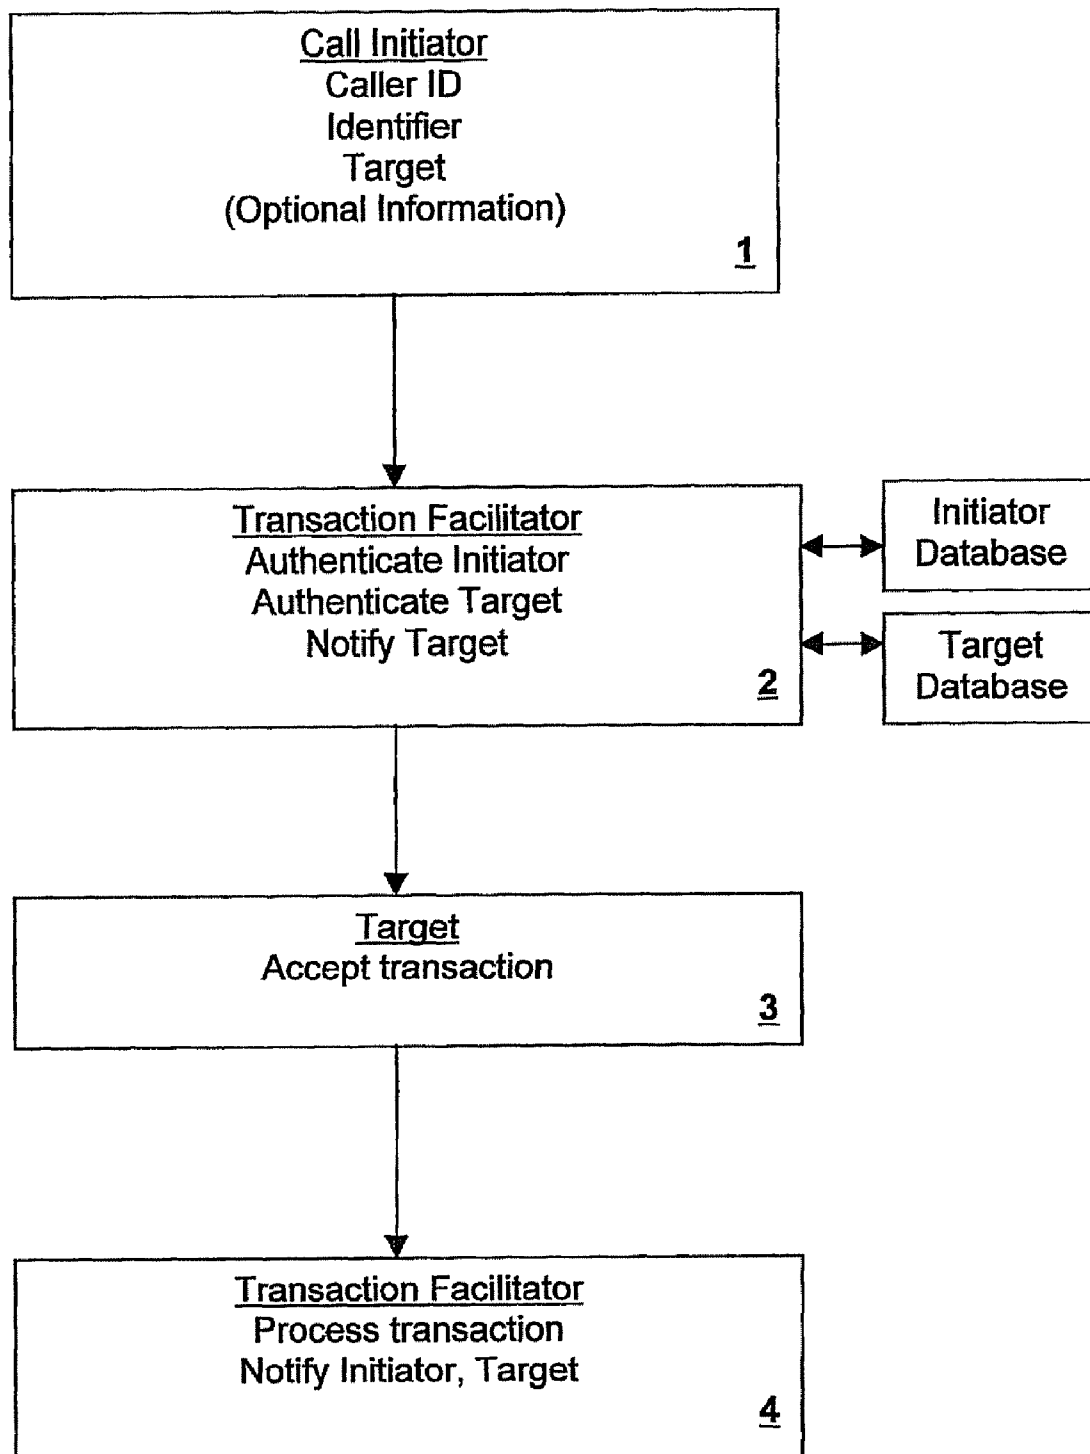 Call Initiator
Caller ID
Identifier
Target
(Optional Information)
1
Transaction Facilitator
Authenticate Initiator
Authenticate Target
Notify Target
2
Initiator
Database
Target
Database
Target
Accept transaction
3
Transaction Facilitator
Process transaction
Notify Initiator, Target
4